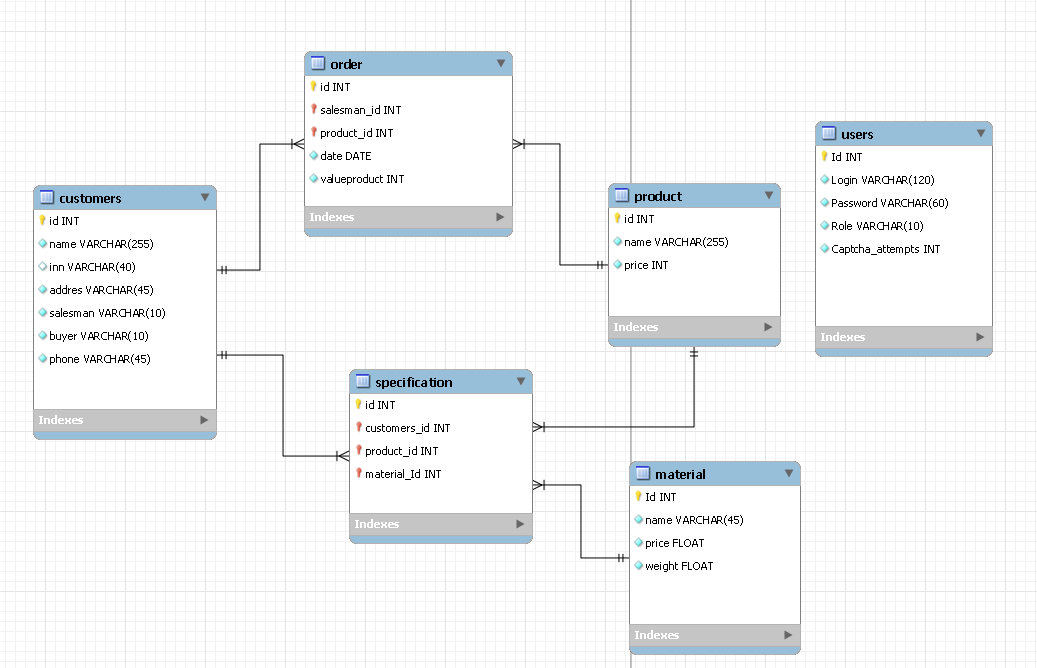 order
id INT
salesman_id INT
product_id INT
date DATE
valueproduct INT
Indexes
customers
id INT
name VARCHAR(255)
inn VARCHAR(40)
addres VARCHAR(45)
salesman VARCHAR(10)
buyer VARCHAR(10)
phone VARCHAR(45)
Indexes
product
id INT
name VARCHAR(255)
price INT
Indexes
users
Id INT
Login VARCHAR(120)
Password VARCHAR(60)
Role VARCHAR(10)
Captcha_attempts INT
Indexes
specification
id INT
customers_id INT
product_id INT
material_Id INT
Indexes
material
Id INT
name VARCHAR(45)
price FLOAT
weight FLOAT
Indexes